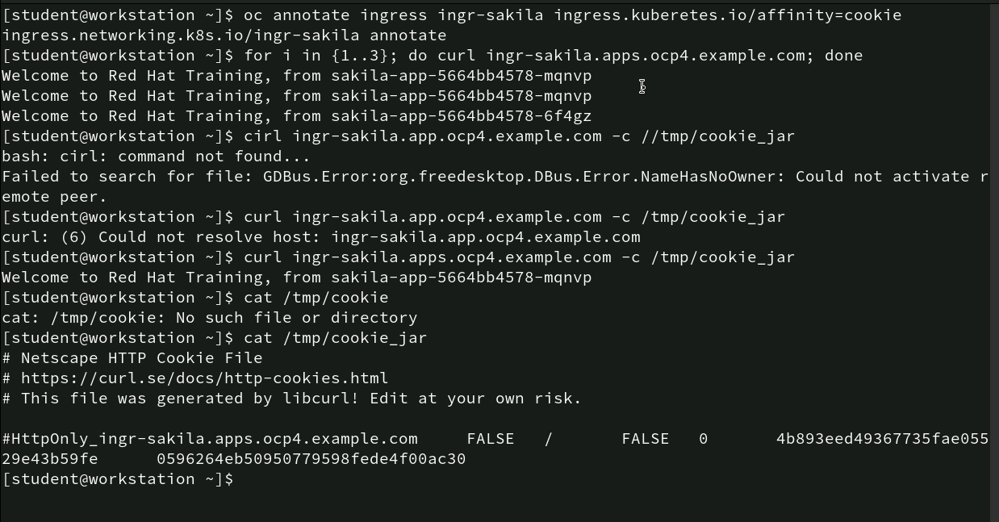 [student@workstation ~]$ oc annotate ingress ingr-sakila ingress.kuberetes.io/affinity=cookie
ingress.networking.k8s.io/ingr-sakila annotate
[student@workstation ~]$ for i in {1..3}; do curl ingr-sakila.apps.ocp4.example.com; done
Welcome to Red Hat Training, from sakila-app-5664bb4578-mqnvp
Welcome to Red Hat Training, from sakila-app-5664bb4578-mqnvp
Welcome to Red Hat Training, from sakila-app-5664bb4578-6f4gz
[student@workstation ~]$ cirl ingr-sakila.app.ocp4.example.com -c //tmp/cookie_jar
bash: cirl: command not found...
Failed to search for file: GDBus.Error:org.freedesktop.DBus.Error.NameHasNoOwner: Could not activate r
emote peer.
[student@workstation ~]$ curl ingr-sakila.app.ocp4.example.com -c /tmp/cookie_jar
curl: (6) Could not resolve host: ingr-sakila.app.ocp4.example.com
[student@workstation ~]$ curl ingr-sakila.apps.ocp4.example.com -c /tmp/cookie_jar
Welcome to Red Hat Training, from sakila-app-5664bb4578-mqnvp
[student@workstation ~]$ cat /tmp/cookie
cat: /tmp/cookie: No such file or directory
[student@workstation ~]$ cat /tmp/cookie_jar
# Netscape HTTP Cookie File
# https://curl.se/docs/http-cookies.html
# This file was generated by libcurl! Edit at your own risk.
#HttpOnly_ingr-sakila.apps.ocp4.example.com FALSE / FALSE 0 4b893eed49367735fae055
29e43b59fe 0596264eb50950779598fede4f00ac30
[student@workstation ~]$